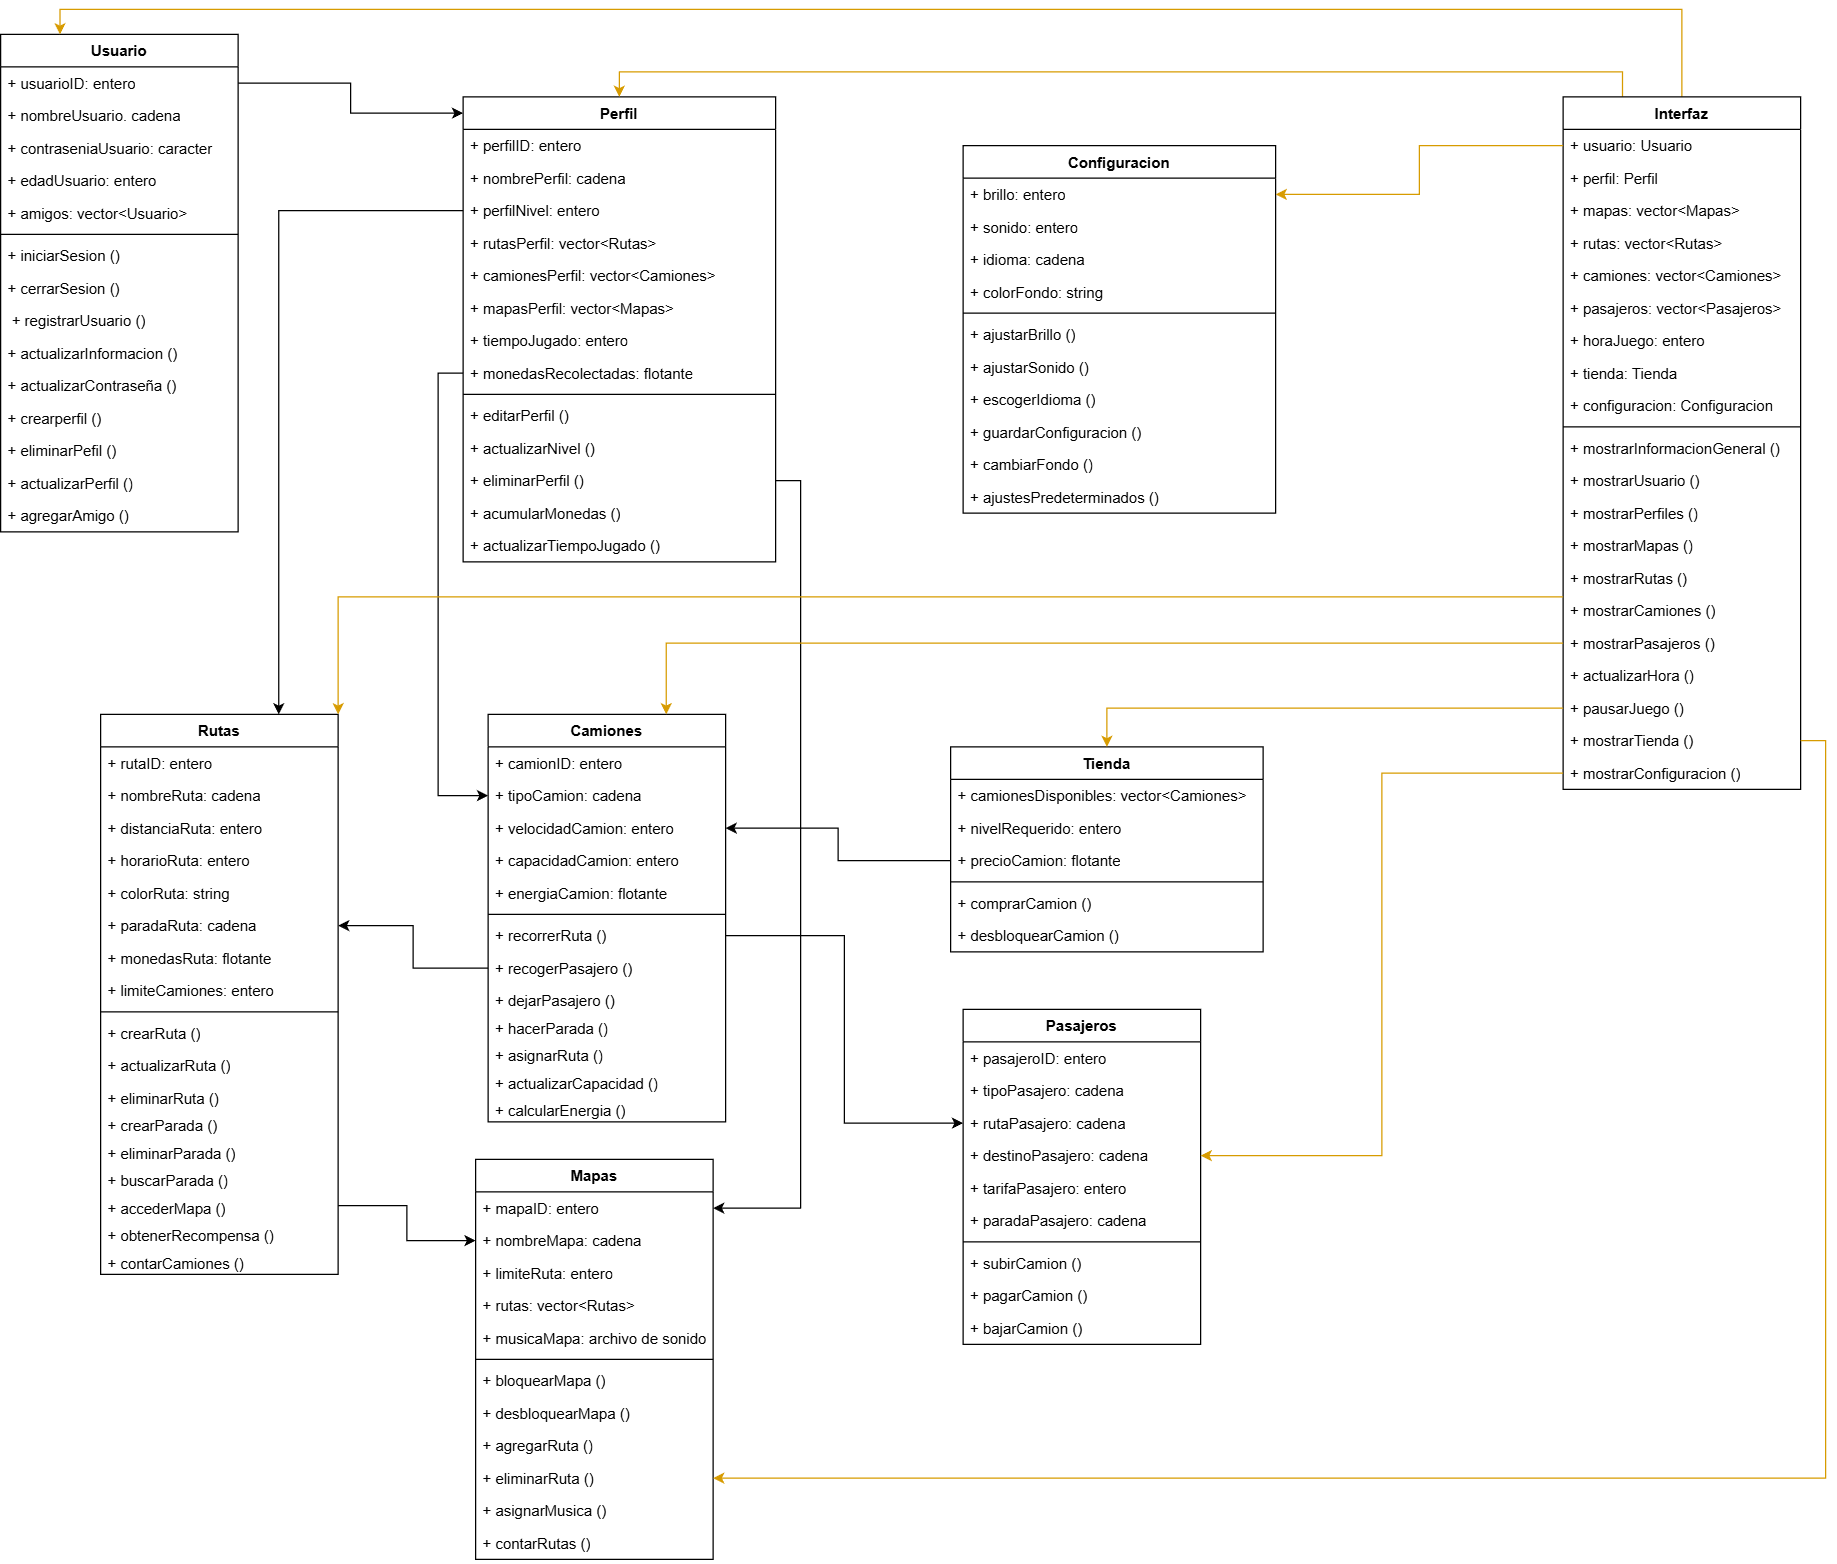 Usuario
+ usuarioID: entero
+ nombreUsuario. cadena
+ contraseniaUsuario: caracter
+ edadUsuario: entero
+ amigos: vector<Usuario>
+ iniciarSesion ()
+ cerrarSesion ()
+ registrarUsuario ()
+ actualizarInformacion ()
+ actualizarContraseña ()
+ crearperfil ()
+ eliminarPefil ()
+ actualizarPerfil ()
+ agregarAmigo ()
Perfil
+ perfilID: entero
+ nombrePerfil: cadena
+ perfilNivel: entero
+ rutasPerfil: vector<Rutas>
+ camionesPerfil: vector<Camiones>
+ mapasPerfil: vector<Mapas>
+ tiempoJugado: entero
+ monedasRecolectadas: flotante
+ editarPerfil ()
+ actualizarNivel ()
+ eliminarPerfil ()
+ acumularMonedas ()
+ actualizarTiempoJugado ()
Configuracion
+ brillo: entero
+ sonido: entero
+ idioma: cadena
+ colorFondo: string
+ ajustarBrillo ()
+ ajustarSonido ()
+ escogerIdioma ()
+ guardarConfiguracion ()
+ cambiarFondo ()
+ ajustesPredeterminados ()
Interfaz
+ usuario: Usuario
+ perfil: Perfil
+ mapas: vector<Mapas>
+ rutas: vector<Rutas>
+ camiones: vector<Camiones>
+ pasajeros: vector<Pasajeros>
+ horaJuego: entero
+ tienda: Tienda
+ configuracion: Configuracion
+ mostrarInformacionGeneral ()
+ mostrarUsuario ()
+ mostrarPerfiles ()
+ mostrarMapas ()
+ mostrarRutas ()
+ mostrarCamiones ()
+ mostrarPasajeros ()
+ actualizarHora ()
+ pausarJuego ()
+ mostrarTienda ()
+ mostrarConfiguracion ()
Rutas
+ rutaID: entero
+ nombreRuta: cadena
+ distanciaRuta: entero
+ horarioRuta: entero
+ colorRuta: string
+ paradaRuta: cadena
+ monedasRuta: flotante
+ limiteCamiones: entero
+ crearRuta ()
+ actualizarRuta ()
+ eliminarRuta ()
+ crearParada ()
+ eliminarParada ()
+ buscarParada ()
+ accederMapa ()
+ obtenerRecompensa ()
+ contarCamiones ()
Camiones
+ camionID: entero
+ tipoCamion: cadena
+ velocidadCamion: entero
+ capacidadCamion: entero
+ energiaCamion: flotante
+ recorrerRuta ()
+ recogerPasajero ()
+ dejarPasajero ()
+ hacerParada ()
+ asignarRuta ()
+ actualizarCapacidad ()
+ calcularEnergia ()
Tienda
+ camionesDisponibles: vector<Camiones>
+ nivelRequerido: entero
+ precioCamion: flotante
+ comprarCamion ()
+ desbloquearCamion ()
Pasajeros
+ pasajeroID: entero
+ tipoPasajero: cadena
+ rutaPasajero: cadena
+ destinoPasajero: cadena
+ tarifaPasajero: entero
+ paradaPasajero: cadena
+ subirCamion ()
+ pagarCamion ()
+ bajarCamion ()
Mapas
+ mapaID: entero
+ nombreMapa: cadena
+ limiteRuta: entero
+ rutas: vector<Rutas>
+ musicaMapa: archivo de sonido
+ bloquearMapa ()
+ desbloquearMapa ()
+ agregarRuta ()
+ eliminarRuta ()
+ asignarMusica ()
+ contarRutas ()